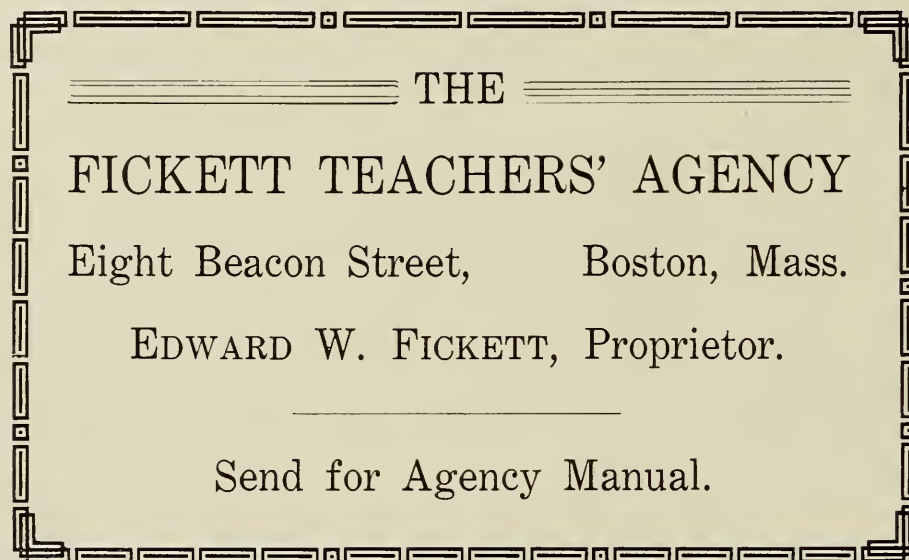 THE
FICKETT TEACHERS' AGENCY
Eight Beacon Street, Boston, Mass.
EDWARD W. FICKETT, Proprietor.
Send for Agency Manual.